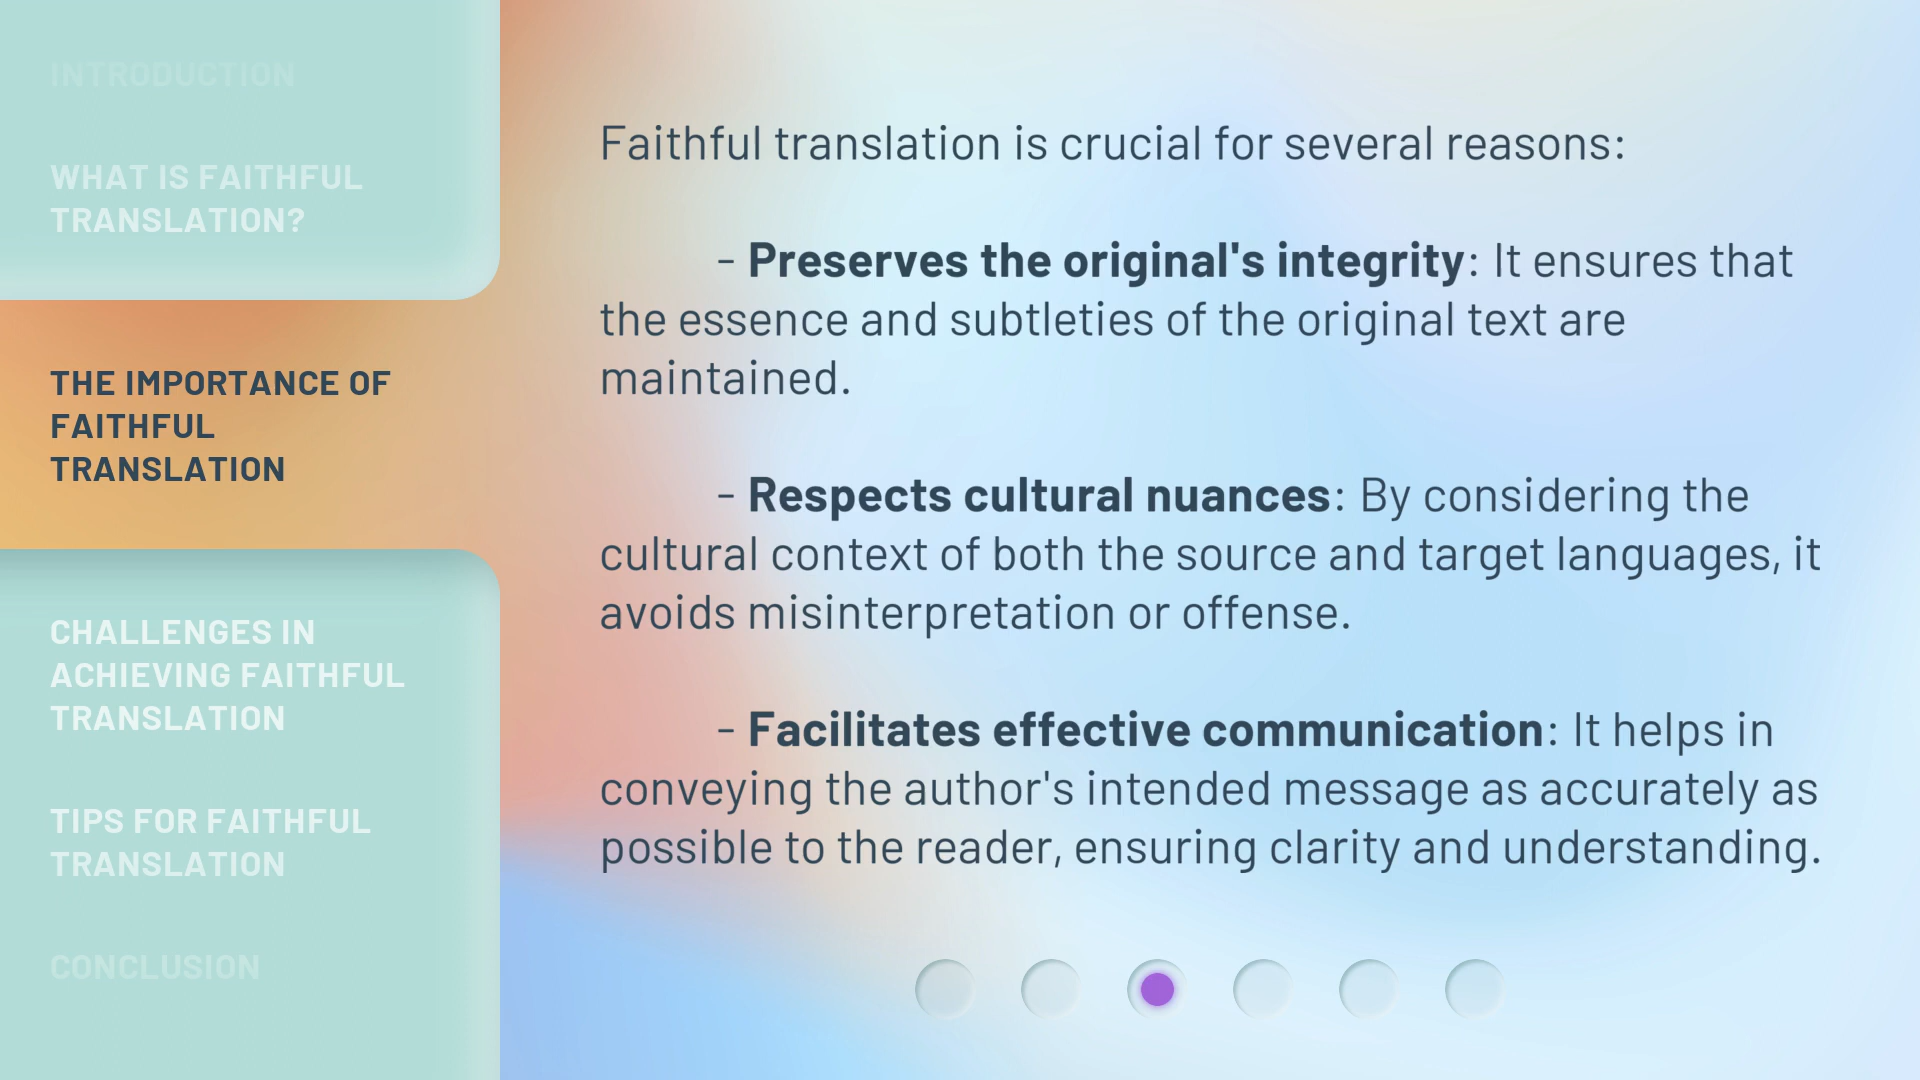 INTRODUCTION
WHAT IS FAITHFUL
TRANSLATION?
THE IMPORTANCE OF
FAITHFUL
TRANSLATION
CHALLENGES IN
ACHIEVING FAITHFUL
TRANSLATION
TIPS FOR FAITHFUL
TRANSLATION
CONCLUSION
Faithful translation is crucial for several reasons:
- Preserves the original's integrity: It ensures that
the essence and subtleties of the original text are
maintained.
- Respects cultural nuances: By considering the
cultural context of both the source and target languages, it
avoids misinterpretation or offense.
- Facilitates effective communication: It helps in
conveying the author's intended message as accurately as
possible to the reader, ensuring clarity and understanding.